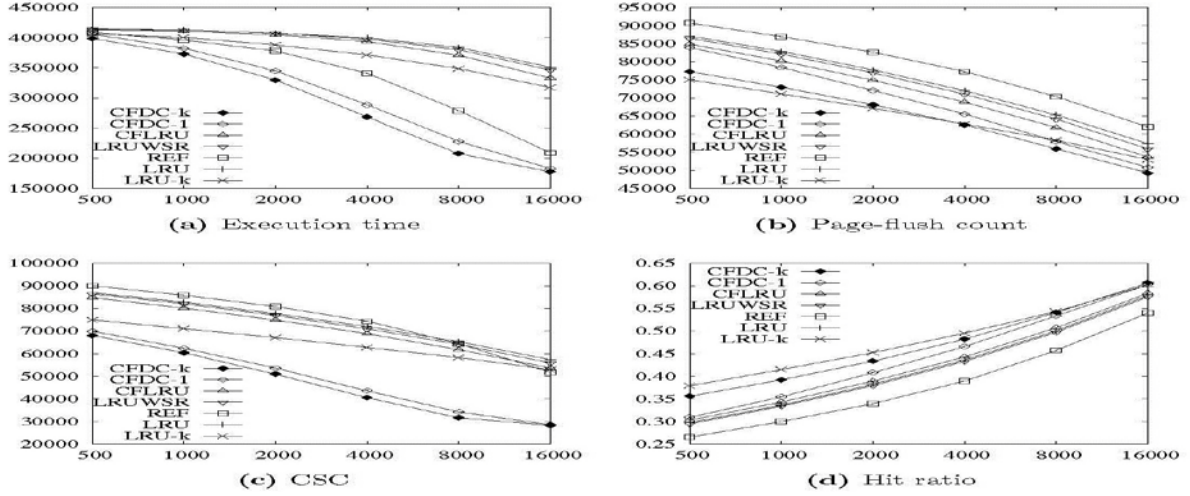 450000
400000
350000
300000
250000
200000
150000
CFDC-k
CFDC-1
CFLRU
LRUWSR
REF
LRU
LRU-k
500 1000 2000 4000 8000 16000
(a) Execution time
95000
90000
85000
80000
75000
70000
65000
60000
55000
50000
45000
CFDC-k
CFDC-1
CFLRU
LRUWSR
REF
LRU
LRU-k
500 1000 2000 4000 8000 16000
(b) Page-flush count
100000
90000
80000
70000
60000
50000
40000
30000
20000
CFDC-k
CFDC-1
CFLRU
LRUWSR
REF
LRU
LRU-k
500 1000 2000 4000 8000 16000
(c) CSC
0.65
0.60
0.55
0.50
0.45
0.40
0.35
0.30
0.25
CFDC-k
CFDC-1
CFLRU
LRUWSR
REF
LRU
LRU-k
500 1000 2000 4000 8000 16000
(d) Hit ratio